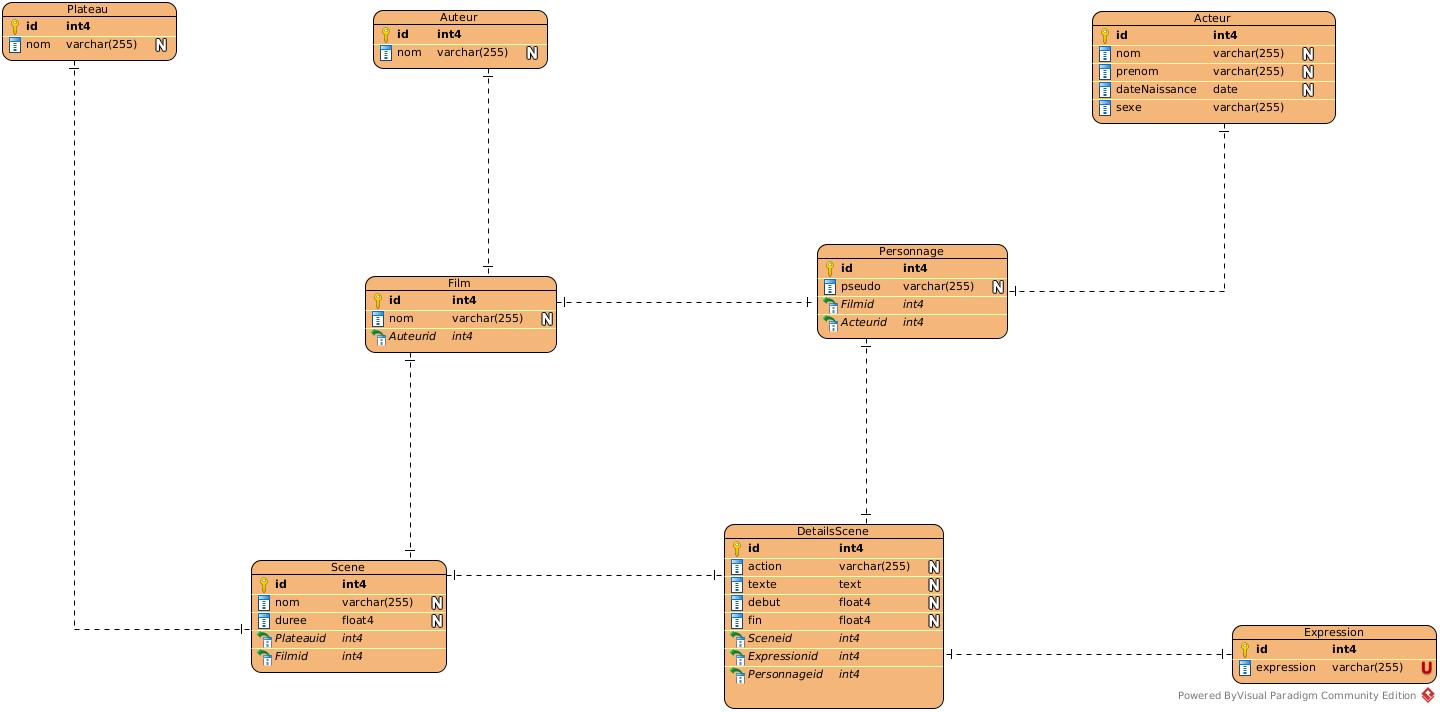 Plateau
id int4
nom varchar(255) N
Auteur
id int4
nom varchar(255) N
Acteur
id int4
nom varchar(255) N
prenom varchar(255) N
dateNaissance date N
sexe varchar(255)
Film
id int4
nom varchar(255) N
Auteurid int4
Personnage
id int4
pseudo varchar(255) N
Filmid int4
Acteurid int4
Scene
id int4
nom varchar(255) N
duree float4 N
Plateauid int4
Filmid int4
DetailsScene
id int4
action varchar(255) N
texte text N
debut float4 N
fin float4 N
Sceneid int4
Expressionid int4
Personnageid int4
Expression
id int4
expression varchar(255) U
Powered ByVisual Paradigm Community Edition